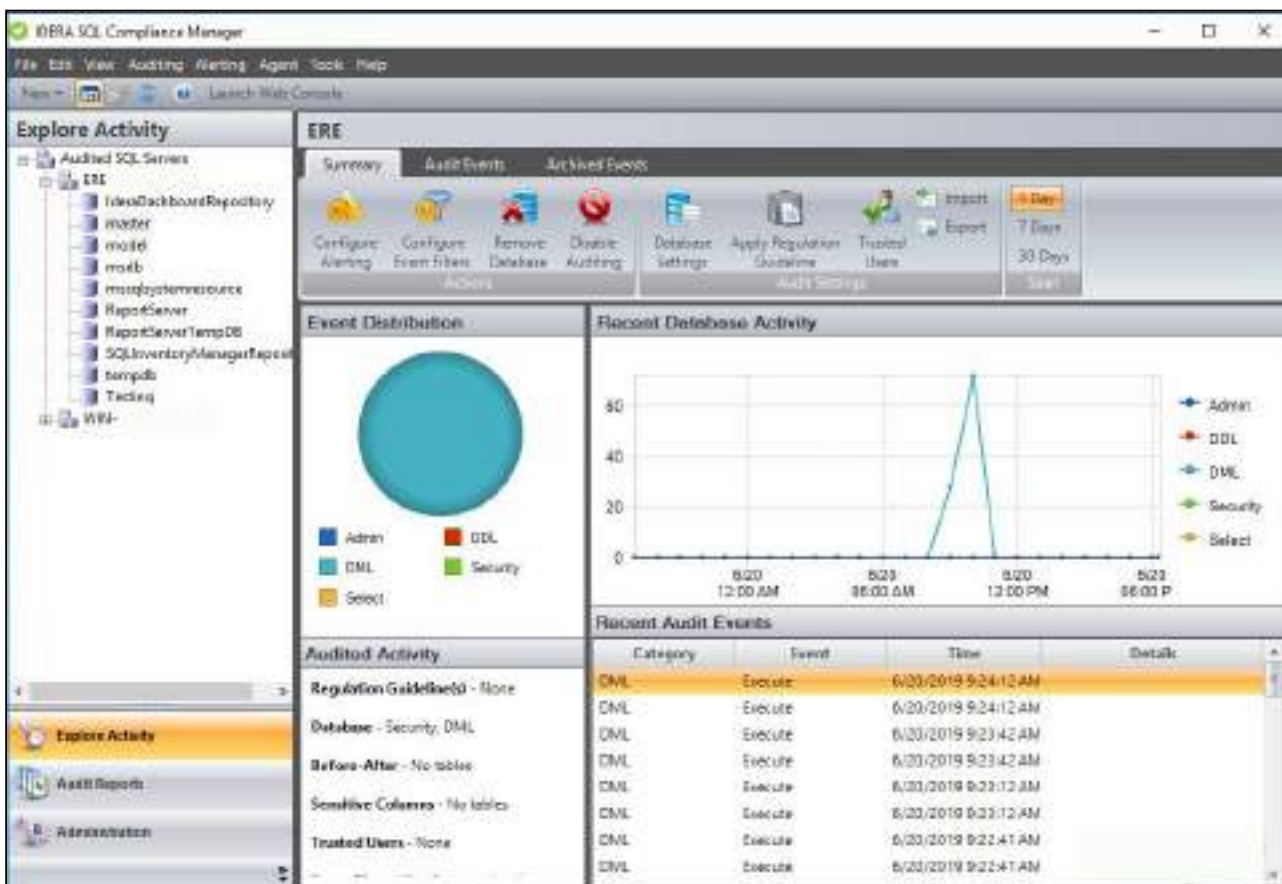 IDERA SQL Compliance Manager
File Edit View Auditing Alerting Agent Tools Help
New Launch Web Console
Explore Activity
Audited SQL Servers
ERE
IderaDashboardRepository
master
model
msdb
mssqlsystemresource
ReportServer
ReportServerTempDB
SQLInventoryManagerReposit
tempdb
Testing
WIN-
Explore Activity
Audit Reports
Administration
ERE
Summary Audit Events Archived Events
Configure Alerting
Configure Event Filters
Remove Database
Disable Auditing
Actions
Database Settings
Apply Regulation Guideline
Trusted Users
Import
Export
Audit Settings
1 Day
7 Days
30 Days
Span
Event Distribution
Admin DDL
DML Security
Select
Recent Database Activity
60
40
20
0
6/20 12:00 AM
6/20 06:00 AM
6/20 12:00 PM
6/20 06:00 P
Admin
DDL
DML
Security
Select
Audited Activity
Regulation Guideline(s) - None
Database - Security, DML
Before-After - No tables
Sensitive Columns - No tables
Trusted Users - None
Recent Audit Events
Category Event Time Details
DML Execute 6/20/2019 9:24:12 AM
DML Execute 6/20/2019 9:24:12 AM
DML Execute 6/20/2019 9:23:42 AM
DML Execute 6/20/2019 9:23:42 AM
DML Execute 6/20/2019 9:23:12 AM
DML Execute 6/20/2019 9:23:12 AM
DML Execute 6/20/2019 9:22:41 AM
DML Execute 6/20/2019 9:22:41 AM